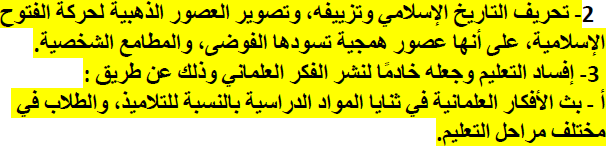 2- تحريف التاريخ الإسلامي وتزييفه، وتصوير العصور الذهبية لحركة الفتوح
الإسلامية، على أنها عصور همجية تسودها الفوضى، والمطامع الشخصية.
3- إفساد التعليم وجعله خادمًا لنشر الفكر العلماني وذلك عن طريق :
أ - بث الأفكار العلمانية في ثنايا المواد الدراسية بالنسبة للتلاميذ، والطلاب في
مختلف مراحل التعليم.